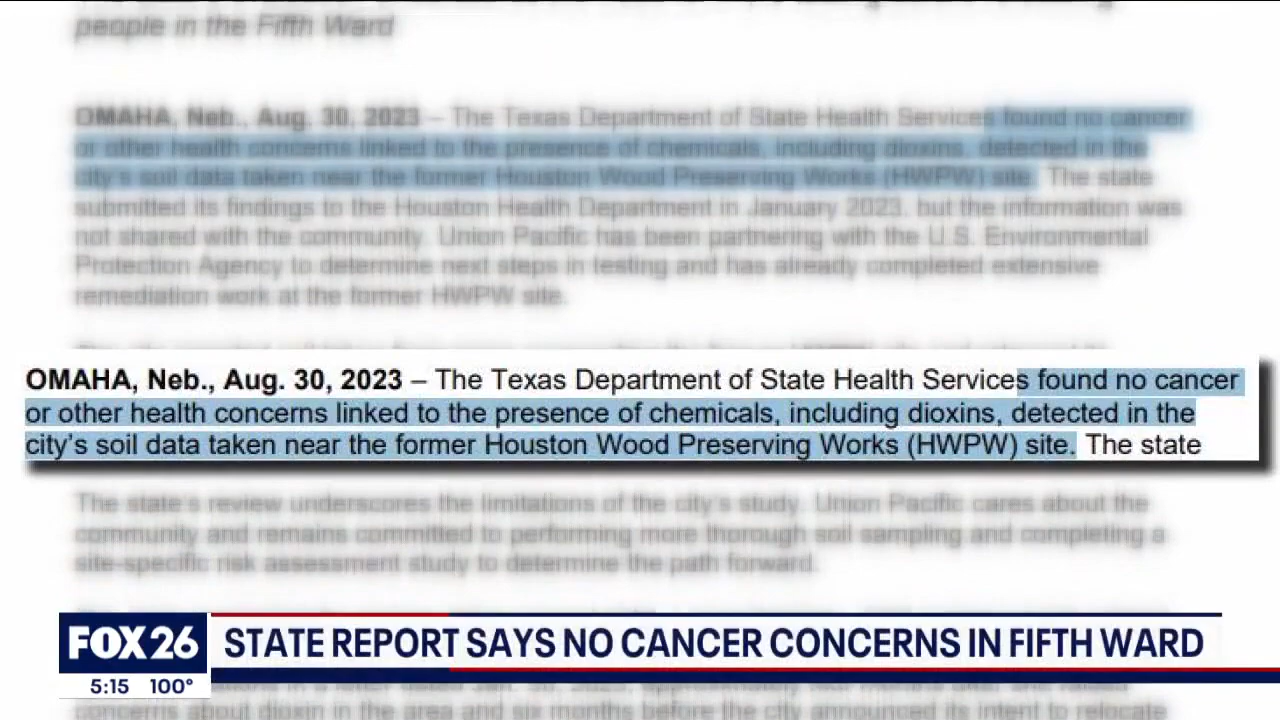 people in the Fifth Ward
OMAHA, Neb., Aug. 30, 2023 – The Texas Department of State Health Services found no cancer
or other health concerns linked to the presence of chemicals, including dioxins, detected in the
city's soil data taken near the former Houston Wood Preserving Works (HWPW) site. The state
submitted its findings to the Houston Health Department in January 2023, but the information was
not shared with the community. Union Pacific has been partnering with the U.S. Environmental
Protection Agency to determine next steps in testing and has already completed extensive
remediation work at the former HWPW site.
OMAHA, Neb., Aug. 30, 2023 – The Texas Department of State Health Services found no cancer
or other health concerns linked to the presence of chemicals, including dioxins, detected in the
city's soil data taken near the former Houston Wood Preserving Works (HWPW) site. The state
The state's review underscores the limitations of the city's study. Union Pacific cares about the
community and remains committed to performing more thorough soil sampling and completing a
site-specific risk assessment study to determine the path forward.
FOX 26
STATE REPORT SAYS NO CANCER CONCERNS IN FIFTH WARD
5:15 100°
concerns about dioxin in the area and six months before the city announced its intent to relocate